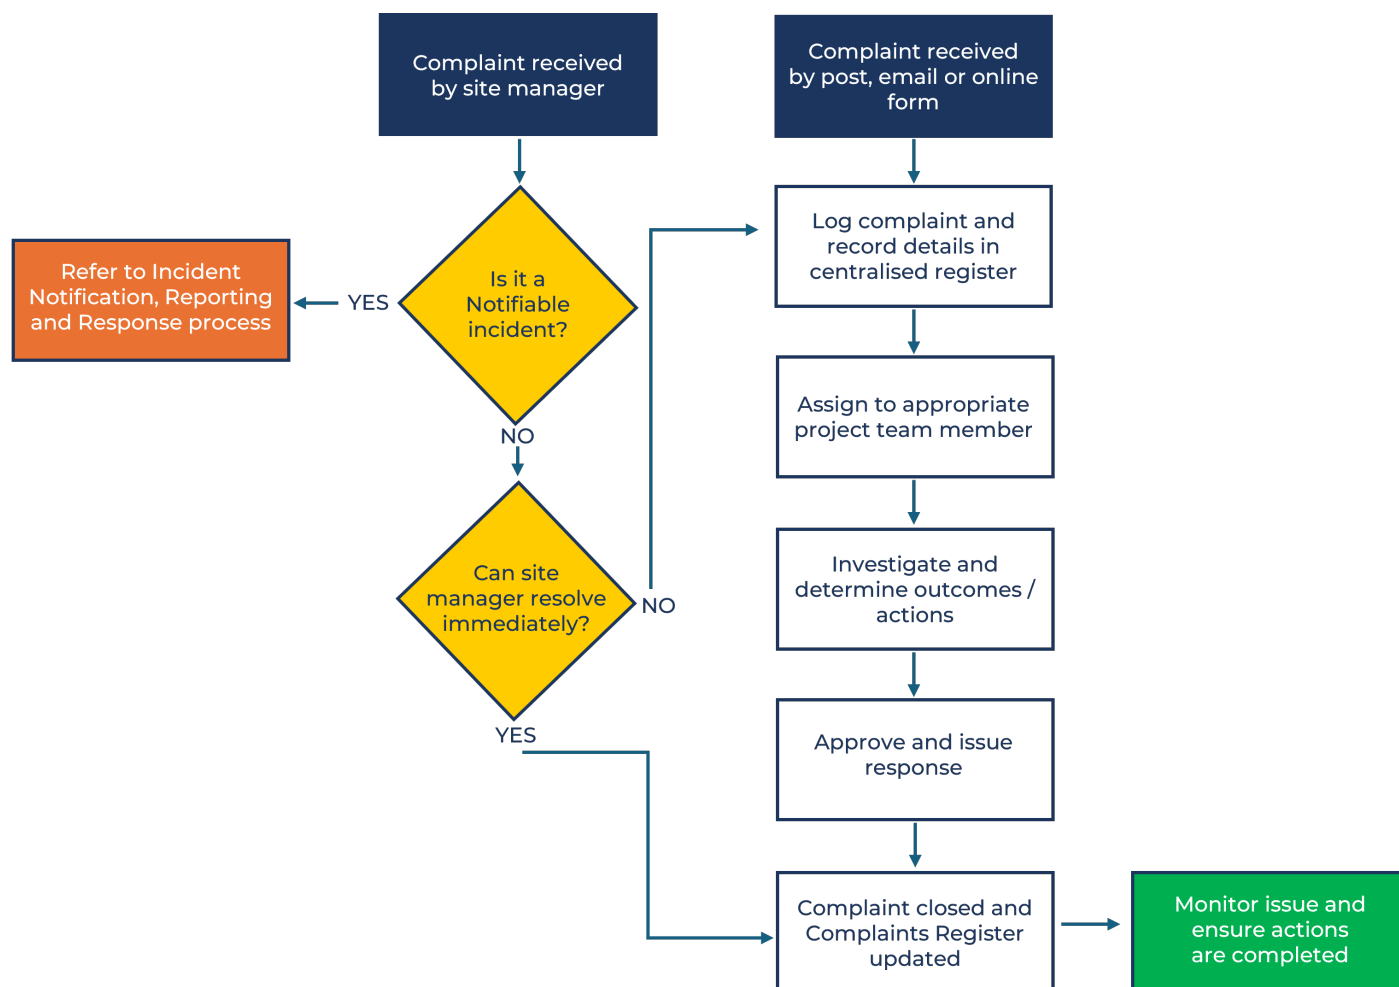 Complaint received
by site manager
Complaint received
by post, email or online
form
Is it a
Notifiable
incident?
YES
Refer to Incident
Notification, Reporting
and Response process
NO
Can site
manager resolve
immediately?
NO
YES
Log complaint and
record details in
centralised register
Assign to appropriate
project team member
Investigate and
determine outcomes /
actions
Approve and issue
response
Complaint closed and
Complaints Register
updated
Monitor issue and
ensure actions
are completed